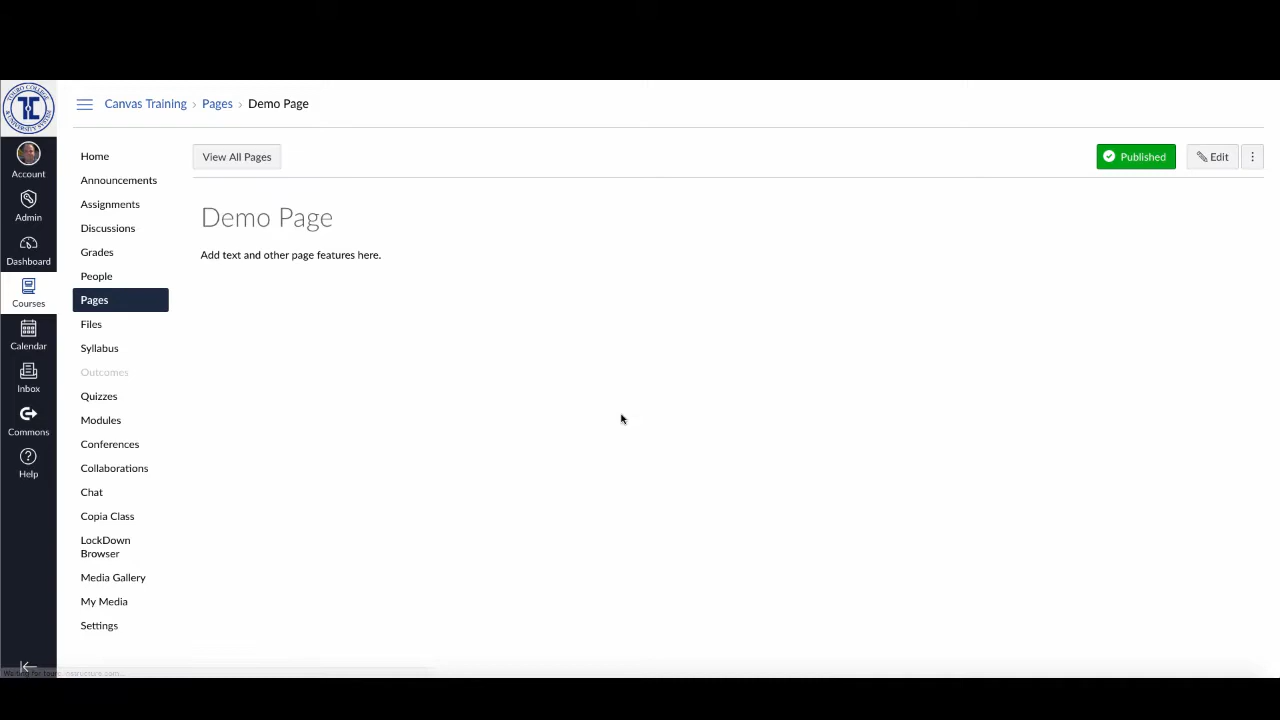 Canvas Training › Pages › Demo Page
Account
Admin
Dashboard
Courses
Calendar
Inbox
Commons
Help
Home
Announcements
Assignments
Discussions
Grades
People
Pages
Files
Syllabus
Outcomes
Quizzes
Modules
Conferences
Collaborations
Chat
Copia Class
LockDown
Browser
Media Gallery
My Media
Settings
View All Pages
Published
Edit
Demo Page
Add text and other page features here.